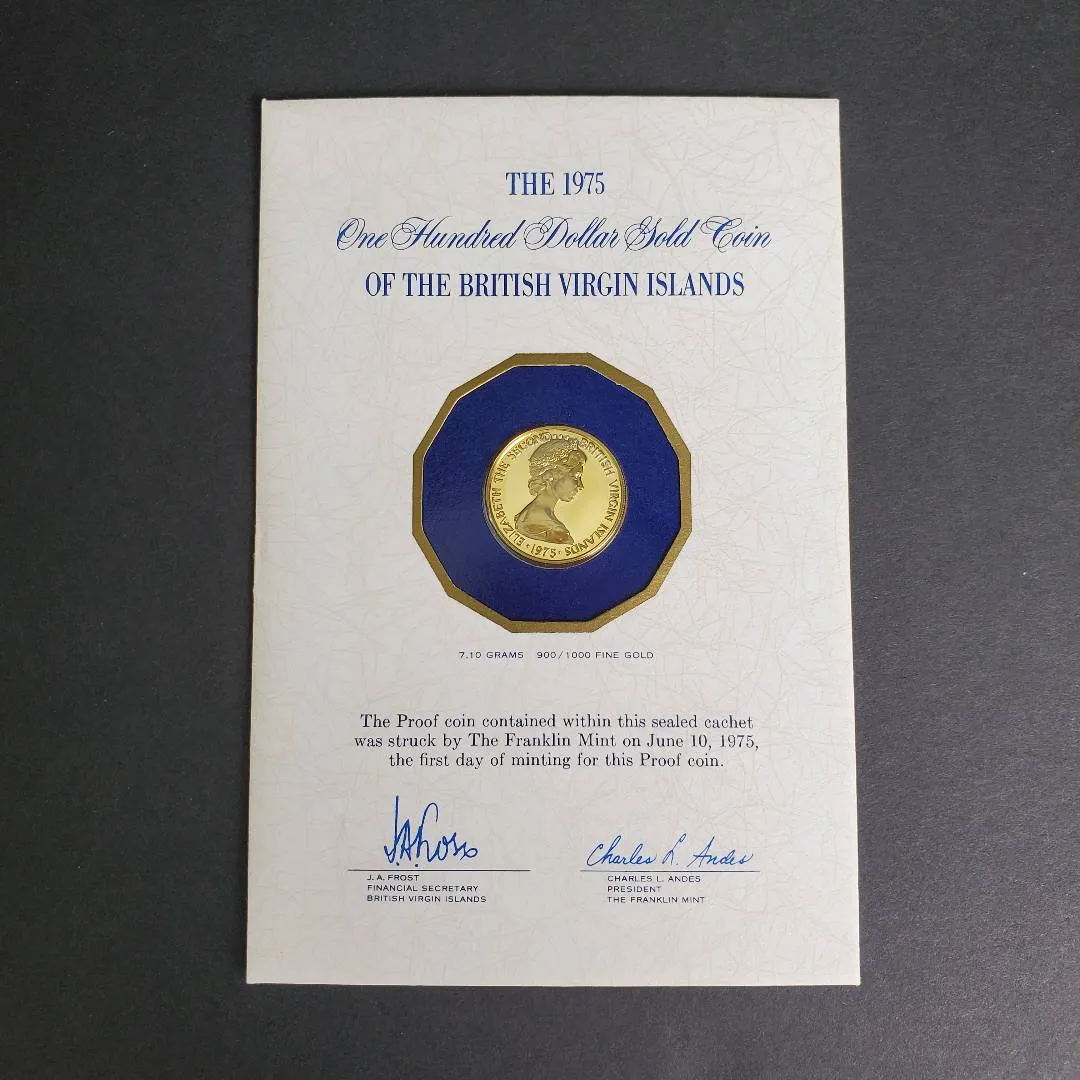 THE 1975
One Hundred Dollar Gold Coin
OF THE BRITISH VIRGIN ISLANDS
ELIZABETH THE SECOND BRITISH VIRGIN ISLANDS
·1975·
7.10 GRAMS 900/1000 FINE GOLD
The Proof coin contained within this sealed cachet
was struck by The Franklin Mint on June 10, 1975,
the first day of minting for this Proof coin.
J.A. Frost Charles L. Andes
J. A. FROST
FINANCIAL SECRETARY
BRITISH VIRGIN ISLANDS
CHARLES L. ANDES
PRESIDENT
THE FRANKLIN MINT